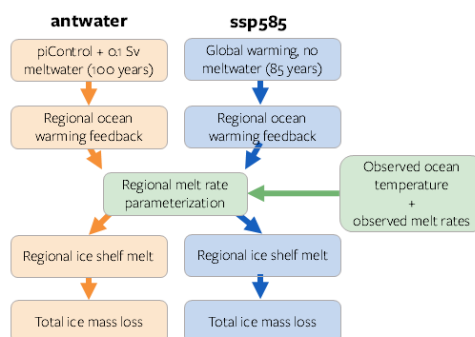 antwater
ssp585
piControl + 0.1 Sv
meltwater (100 years)
Global warming, no
meltwater (85 years)
Regional ocean
warming feedback
Regional ocean
warming feedback
Regional melt rate
parameterization
Observed ocean
temperature
+
observed melt rates
Regional ice shelf melt
Regional ice shelf melt
Total ice mass loss
Total ice mass loss